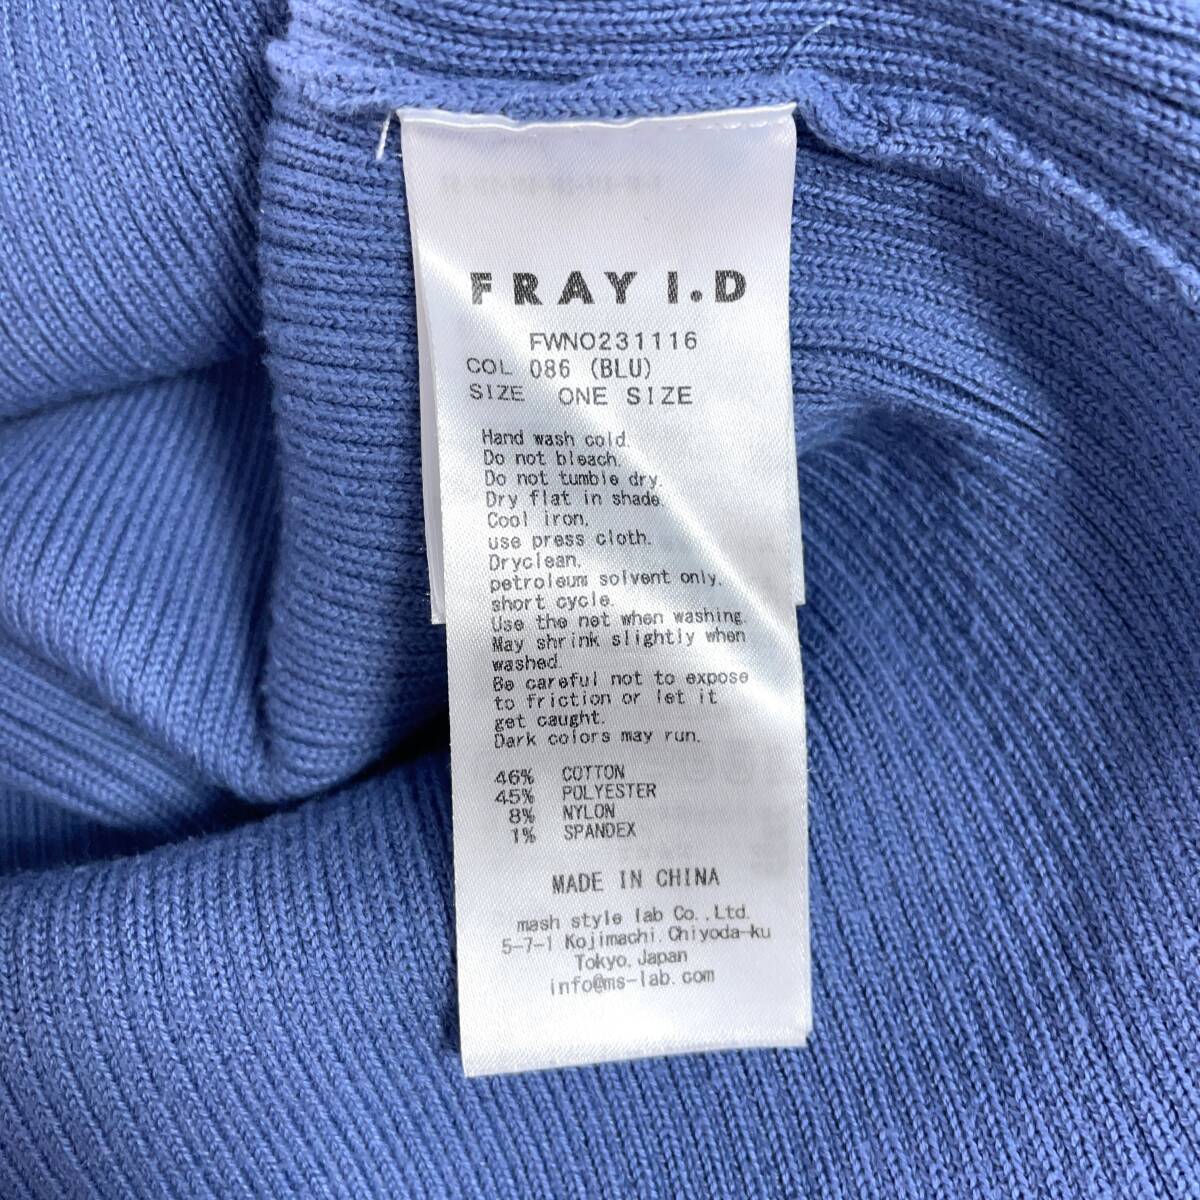 FRAY I.D
FWNO231116
COL 086 (BLU)
SIZE ONE SIZE
Hand wash cold.
Do not bleach.
Do not tumble dry.
Dry flat in shade.
Cool iron,
use press cloth.
Dryclean,
petroleum solvent only,
short cycle.
Use the net when washing.
May shrink slightly when
washed.
Be careful not to expose
to friction or let it
get caught.
Dark colors may run.
46% COTTON
45% POLYESTER
8% NYLON
1% SPANDEX
MADE IN CHINA
mash style lab Co.,Ltd.
5-7-1 Kojimachi, Chiyoda-ku
Tokyo, Japan
info@ms-lab.com